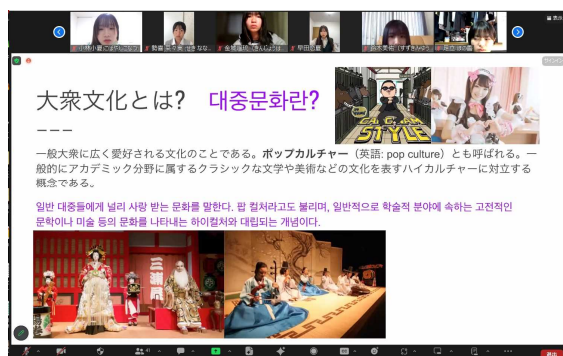 大衆文化とは? 대중문화란?
一般大衆に広く愛好される文化のことである。ポップカルチャー（英語: pop culture）とも呼ばれる。一
般的にアカデミック分野に属するクラシックな文学や美術などの文化を表すハイカルチャーに対立する
概念である。
일반 대중들에게 널리 사랑 받는 문화를 말한다. 팝 컬처라고도 불리며, 일반적으로 학술적 분야에 속하는 고전적인
문학이나 미술 등의 문화를 나타내는 하이컬처와 대립되는 개념이다.
GANGNAM
STYLE
三浦屋